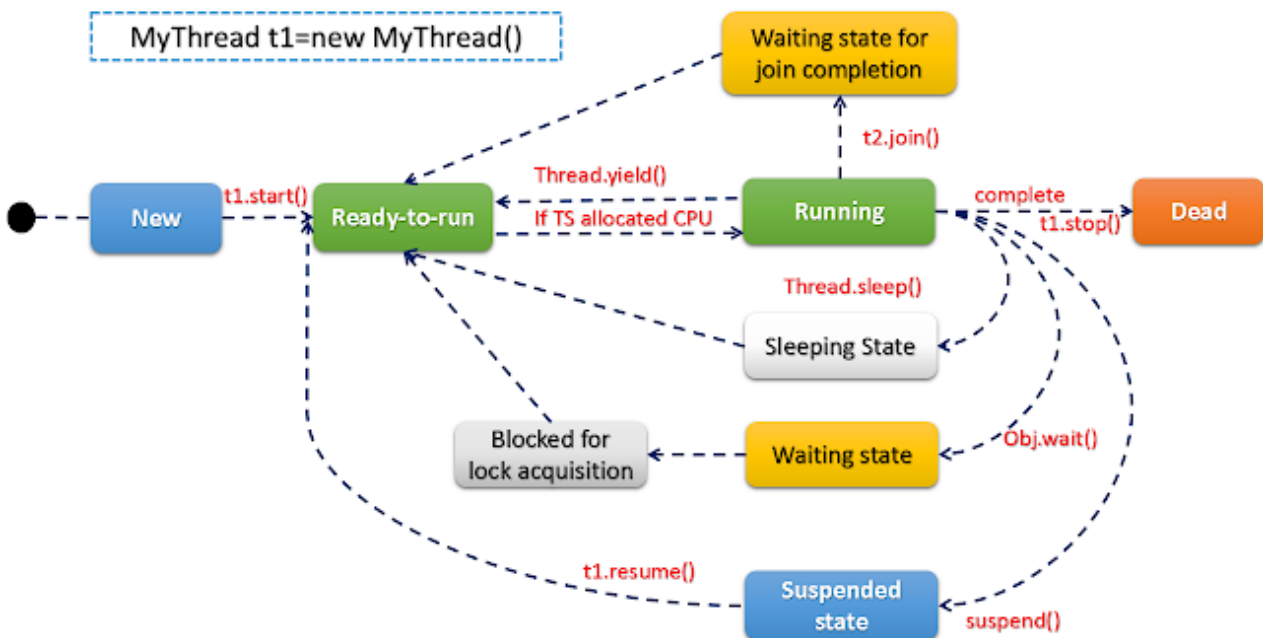 MyThread t1=new MyThread()
Waiting state for
join completion
t2.join()
t1.start()
Thread.yield()
complete
New
Ready-to-run
If TS allocated CPU
Running
t1.stop()
Dead
Thread.sleep()
Sleeping State
Blocked for
lock acquisition
Waiting state
Obj.wait()
t1.resume()
Suspended
state
suspend()